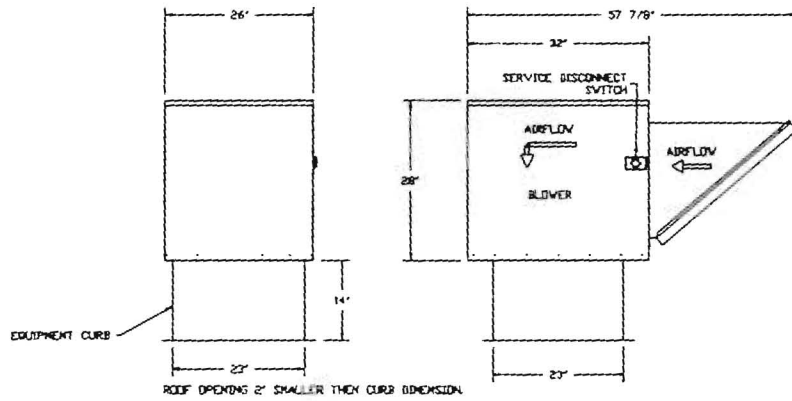 26"
57 7/8"
32"
SERVICE DISCONNECT
SWITCH
AIRFLOW
AIRFLOW
28"
BLOWER
14"
EQUIPMENT CURB
23"
23"
ROOF OPENING 2" SMALLER THEN CURB DIMENSION.